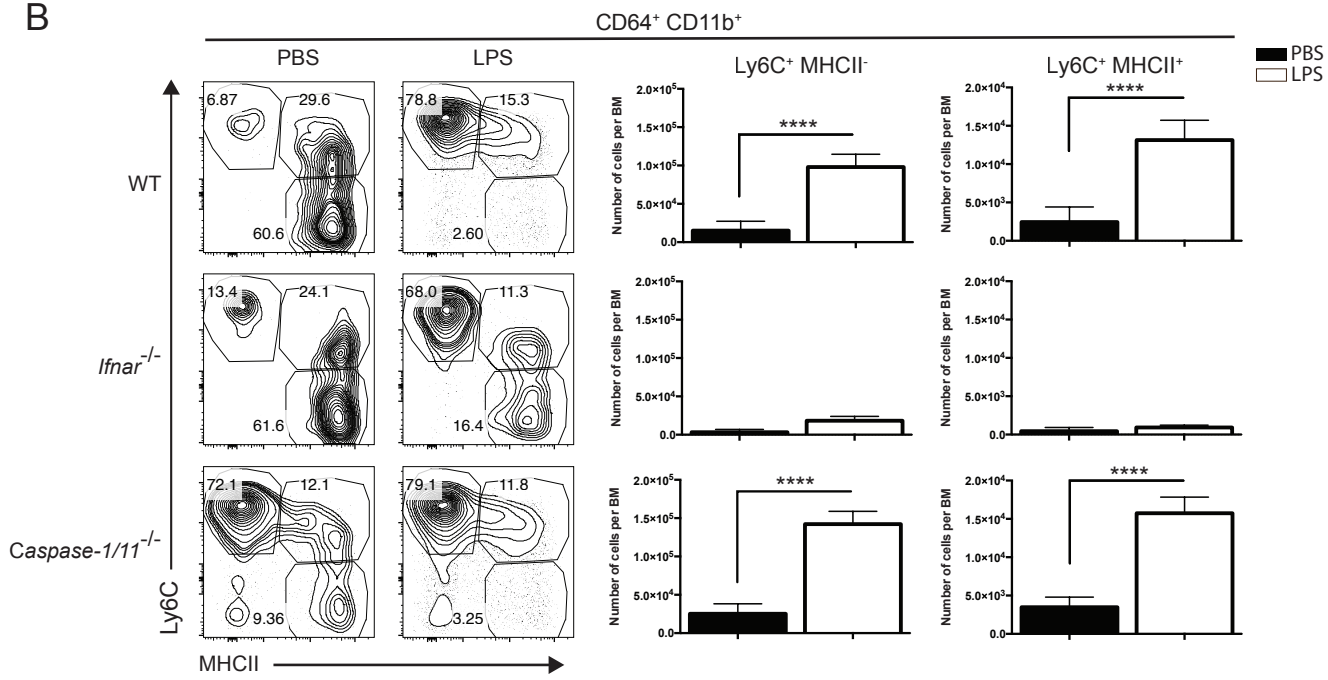 B
CD64⁺ CD11b⁺
PBS
LPS
Ly6C⁺ MHCII⁻
Ly6C⁺ MHCII⁺
PBS
LPS
WT
6.87
29.6
60.6
78.8
15.3
2.60
Number of cells per BM
2.0×10⁵
1.5×10⁵
1.0×10⁵
5.0×10⁴
0.0
****
Number of cells per BM
2.0×10⁴
1.5×10⁴
1.0×10⁴
5.0×10³
0.0
****
Ifnar⁻/⁻
13.4
24.1
61.6
68.0
11.3
16.4
Number of cells per BM
2.0×10⁵
1.5×10⁵
1.0×10⁵
5.0×10⁴
0.0
Number of cells per BM
2.0×10⁴
1.5×10⁴
1.0×10⁴
5.0×10³
0.0
Caspase-1/11⁻/⁻
72.1
12.1
9.36
79.1
11.8
3.25
Number of cells per BM
2.0×10⁵
1.5×10⁵
1.0×10⁵
5.0×10⁴
0.0
****
Number of cells per BM
2.0×10⁴
1.5×10⁴
1.0×10⁴
5.0×10³
0.0
****
Ly6C
MHCII